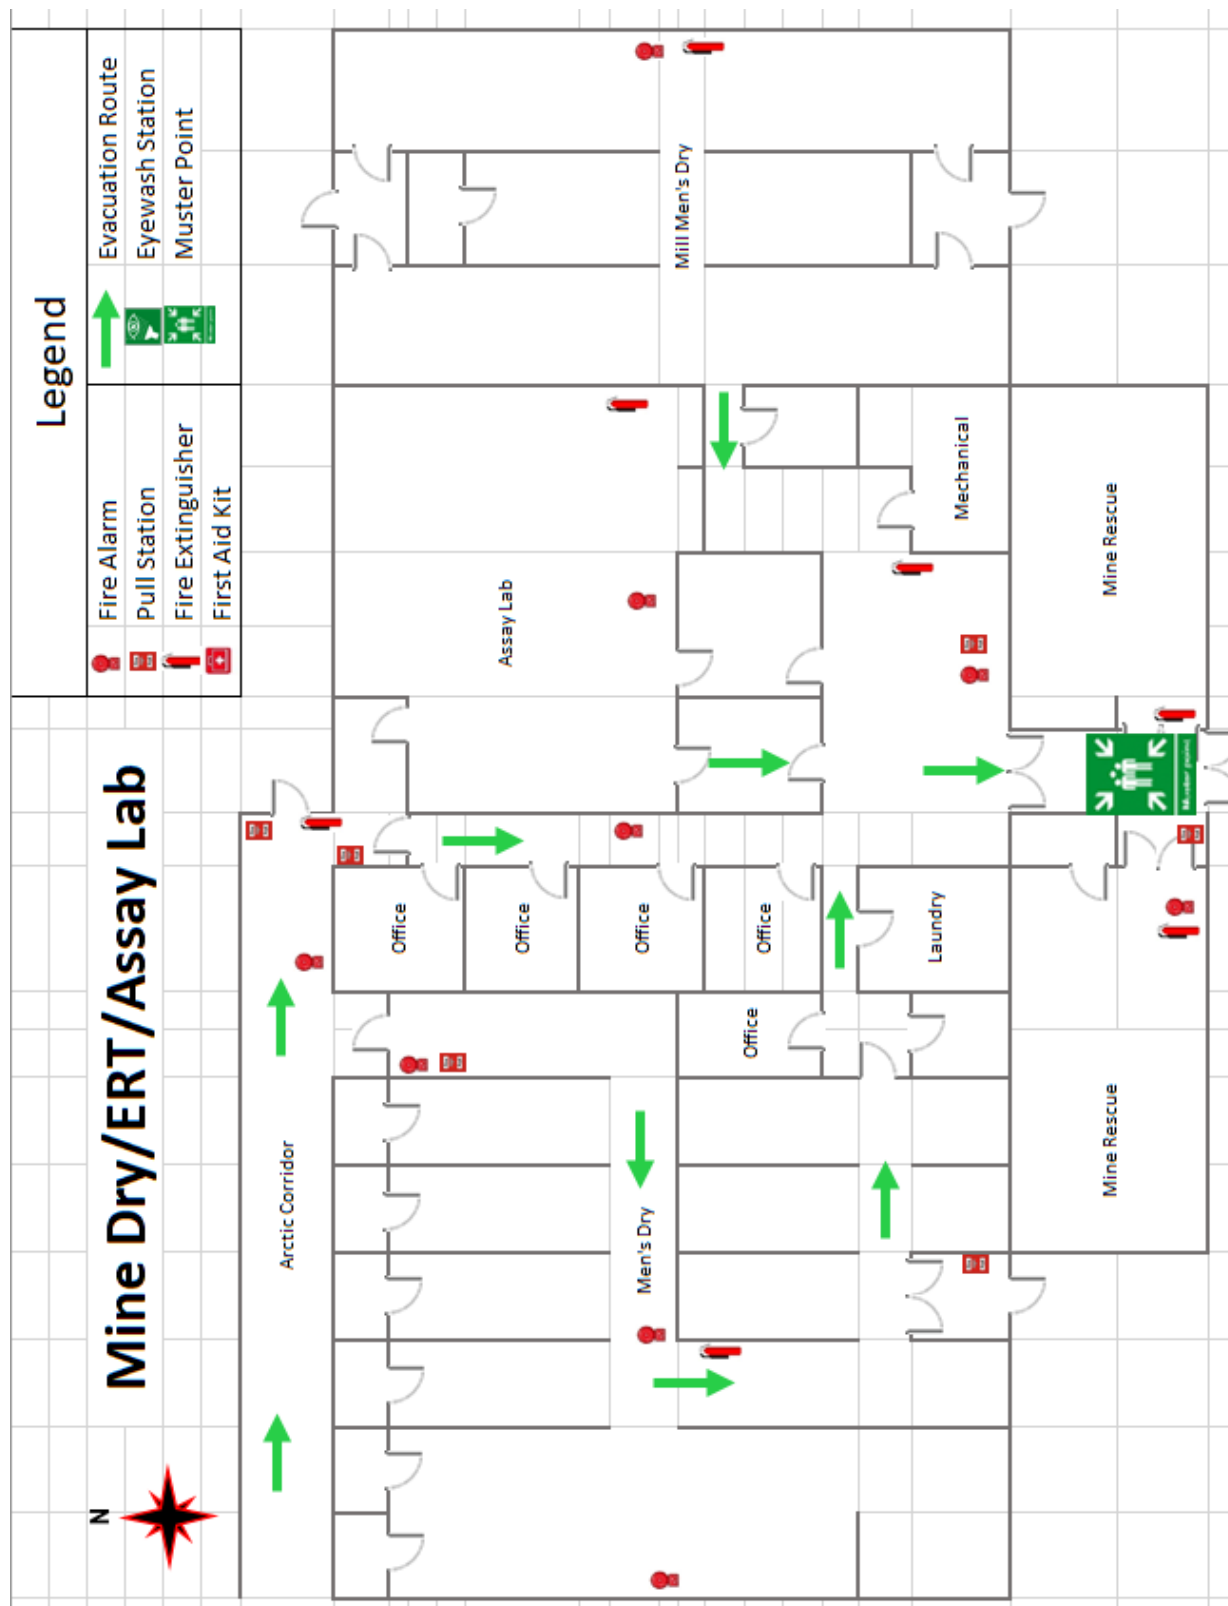 Mine Dry/ERT/Assay Lab
Legend
Fire Alarm
Pull Station
Fire Extinguisher
First Aid Kit
Evacuation Route
Eyewash Station
Muster Point
N
Arctic Corridor
Office
Office
Office
Office
Office
Assay Lab
Mill Men's Dry
Men's Dry
Laundry
Mechanical
Mine Rescue
Mine Rescue
Muster point